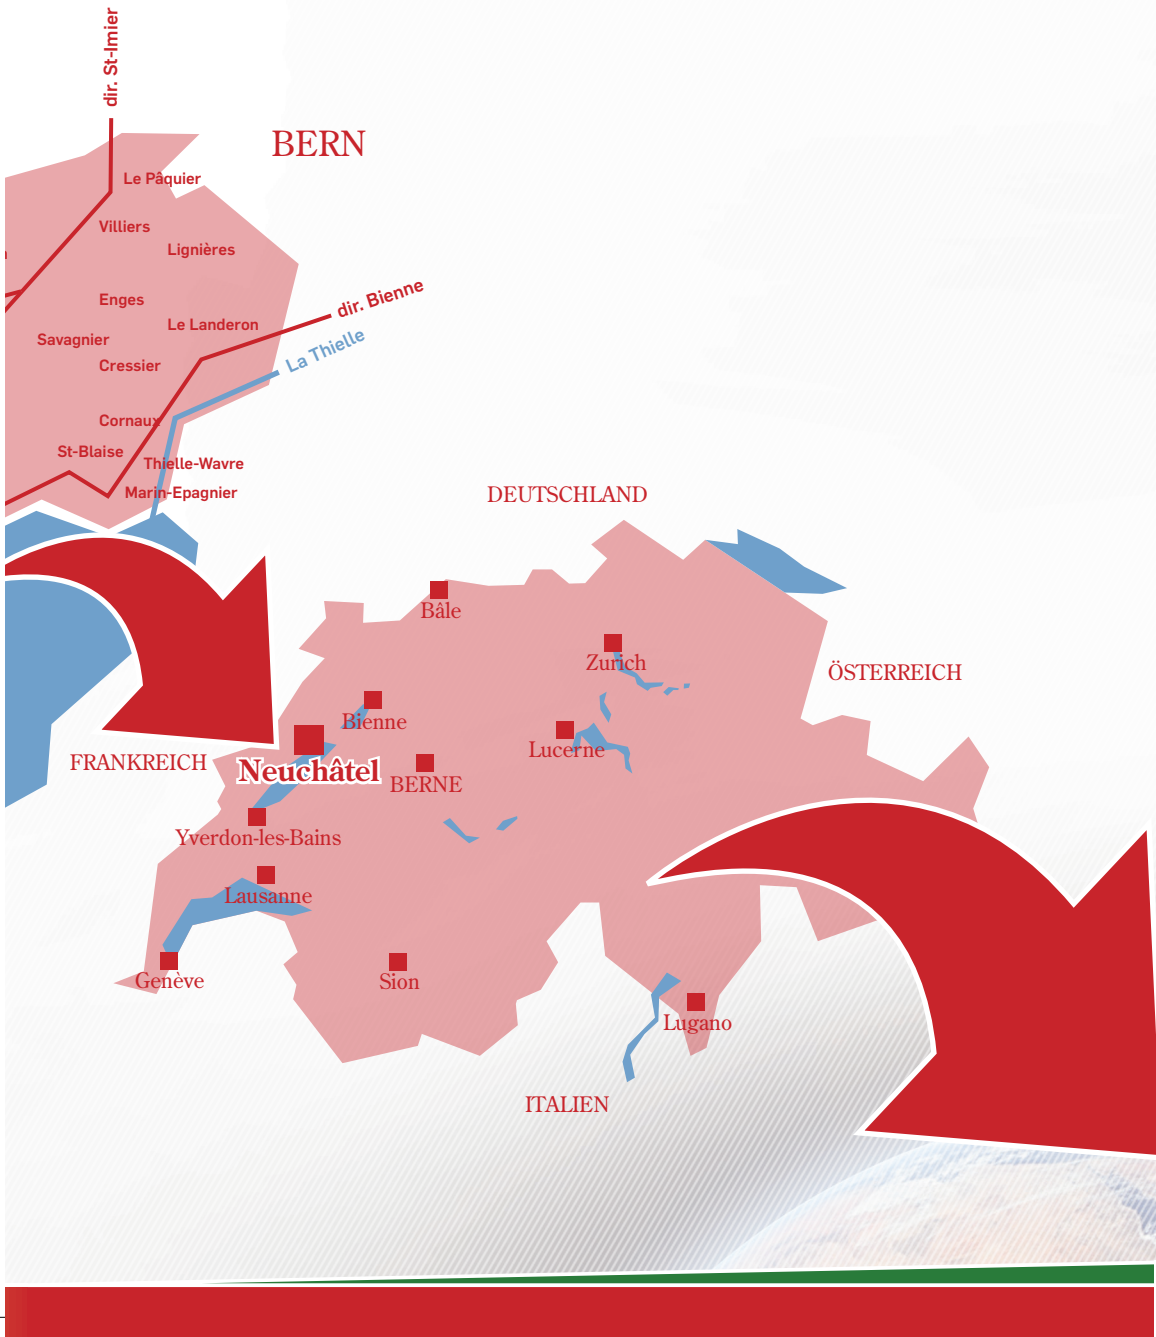 dir. St-Imier
BERN
Le Pâquier
Villiers
Lignières
dir. Bienne
Enges
Le Landeron
Savagnier
La Thielle
Cressier
Cornaux
St-Blaise
Thielle-Wavre
Marin-Epagnier
DEUTSCHLAND
Bâle
Zurich
ÖSTERREICH
Bienne
Lucerne
FRANKREICH
Neuchâtel
BERNE
Yverdon-les-Bains
Lausanne
Genève
Sion
Lugano
ITALIEN